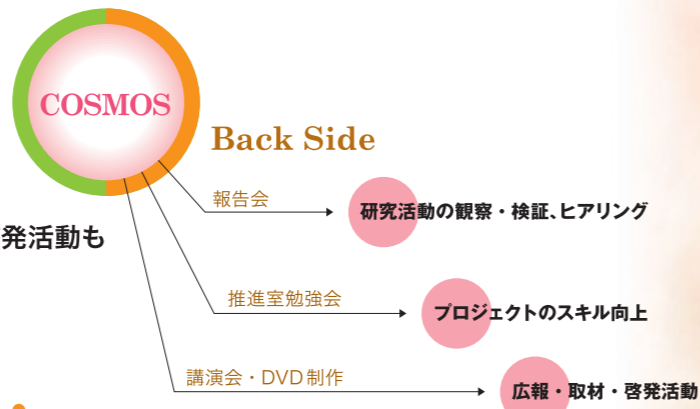 COSMOS
Back Side
報告会
研究活動の観察・検証、ヒアリング
発活動も
推進室勉強会
プロジェクトのスキル向上
講演会・DVD制作
広報・取材・啓発活動